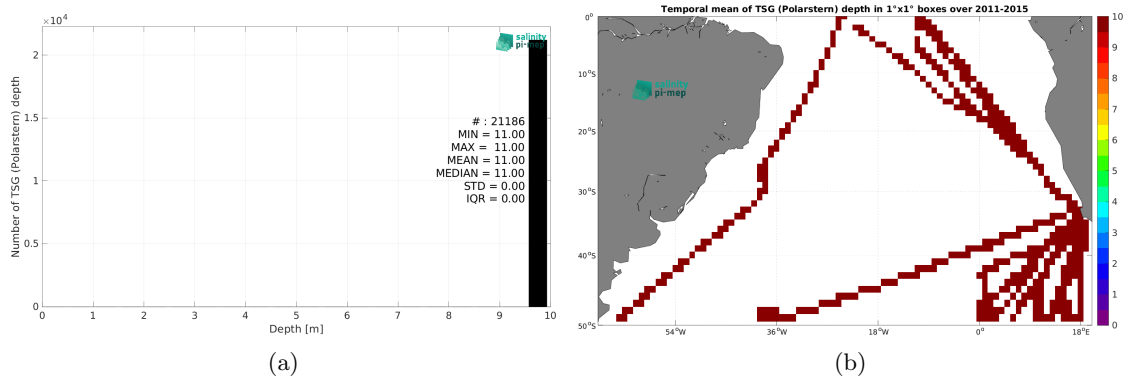 ×10⁴
2
1.5
1
0.5
0
Number of TSG (Polarstern) depth
salinity
pi-mep
# : 21186
MIN = 11.00
MAX = 11.00
MEAN = 11.00
MEDIAN = 11.00
STD = 0.00
IQR = 0.00
0 1 2 3 4 5 6 7 8 9 10
Depth [m]
(a)
Temporal mean of TSG (Polarstern) depth in 1°x1° boxes over 2011-2015
0°
10°S
20°S
30°S
40°S
50°S
salinity
pi-mep
54°W 36°W 18°W 0° 18°E
10
9
8
7
6
5
4
3
2
1
0
(b)